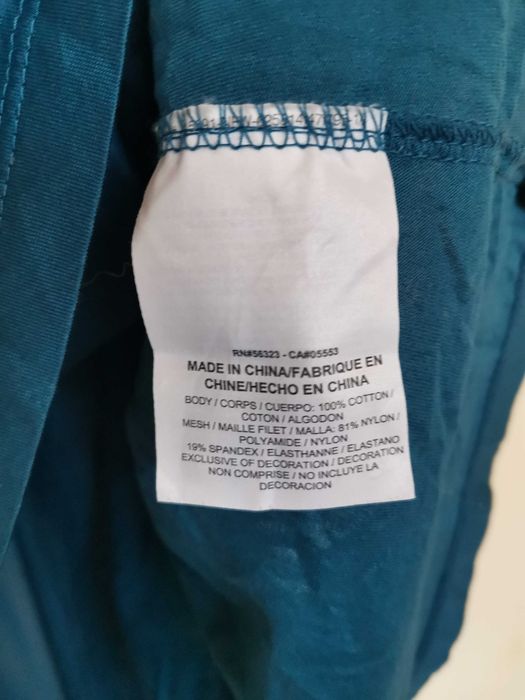 RN#56323 - CA#05553
MADE IN CHINA/FABRIQUE EN
CHINE/HECHO EN CHINA
BODY / CORPS / CUERPO: 100% COTTON /
COTON / ALGODON
MESH / MAILLE FILET / MALLA: 81% NYLON /
POLYAMIDE / NYLON
19% SPANDEX / ELASTHANNE / ELASTANO
EXCLUSIVE OF DECORATION / DECORATION
NON COMPRISE / NO INCLUYE LA
DECORACION